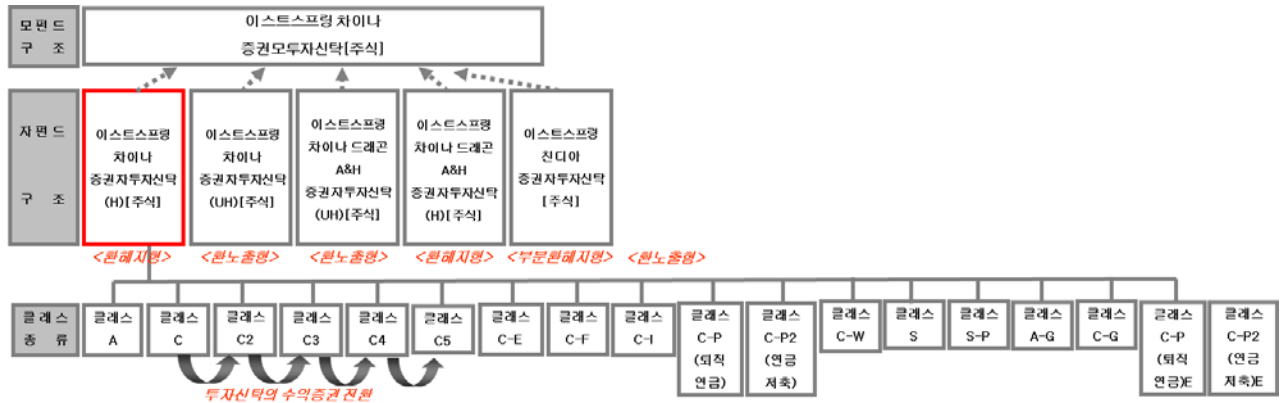 모펀드
구 조
이스트스프링 차이나
증권모투자신탁[주식]
자펀드
구 조
이스트스프링
차이나
증권자투자신탁
(H)[주식]
이스트스프링
차이나
증권자투자신탁
(UH)[주식]
이스트스프링
차이나 드래곤
A&H
증권자투자신탁
(UH)[주식]
이스트스프링
차이나 드래곤
A&H
증권자투자신탁
(H)[주식]
이스트스프링
친디아
증권자투자신탁
[주식]
<환헤지형>
<환노출형>
<환노출형>
<환헤지형>
<부분환헤지형>
<환노출형>
클래스
종 류
클래스
A
클래스
C
클래스
C2
클래스
C3
클래스
C4
클래스
C5
클래스
C-E
클래스
C-F
클래스
C-I
클래스
C-P
(퇴직
연금)
클래스
C-P2
(연금
저축)
클래스
C-W
클래스
S
클래스
S-P
클래스
A-G
클래스
C-G
클래스
C-P
(퇴직
연금)E
클래스
C-P2
(연금
저축)E
투자신탁의 수익증권 전환